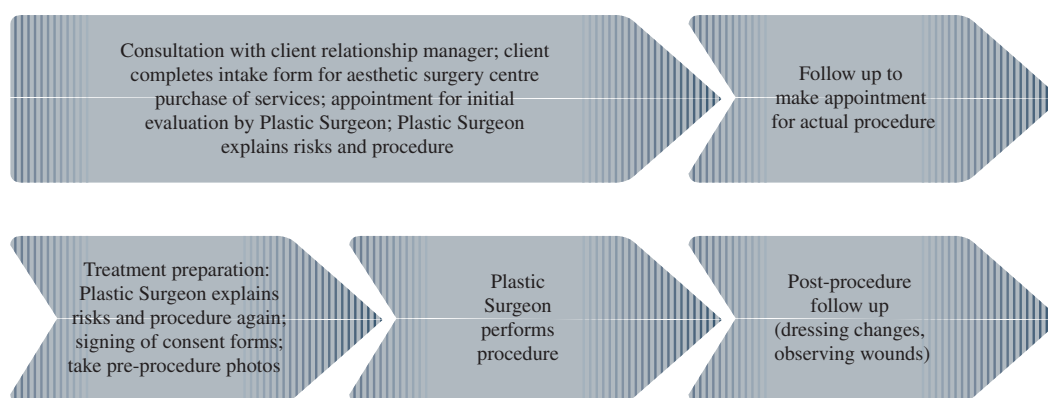 Consultation with client relationship manager; client
completes intake form for aesthetic surgery centre
purchase of services; appointment for initial
evaluation by Plastic Surgeon; Plastic Surgeon
explains risks and procedure
Follow up to
make appointment
for actual procedure
Treatment preparation:
Plastic Surgeon explains
risks and procedure again;
signing of consent forms;
take pre-procedure photos
Plastic
Surgeon
performs
procedure
Post-procedure
follow up
(dressing changes,
observing wounds)